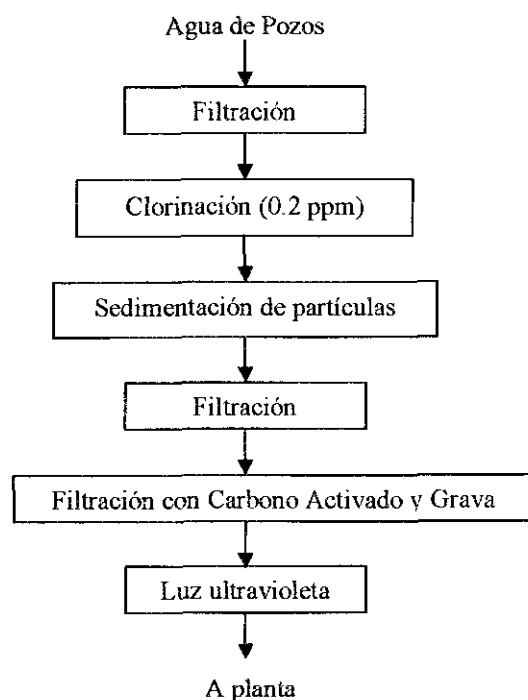 Agua de Pozos
Filtración
Clorinación (0.2 ppm)
Sedimentación de partículas
Filtración
Filtración con Carbono Activado y Grava
Luz ultravioleta
A planta